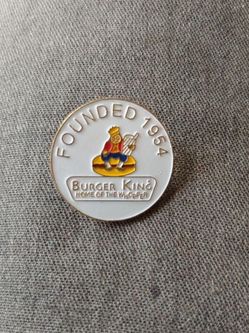 FOUNDED 1954
BURGER KING
HOME OF THE WHOPPER